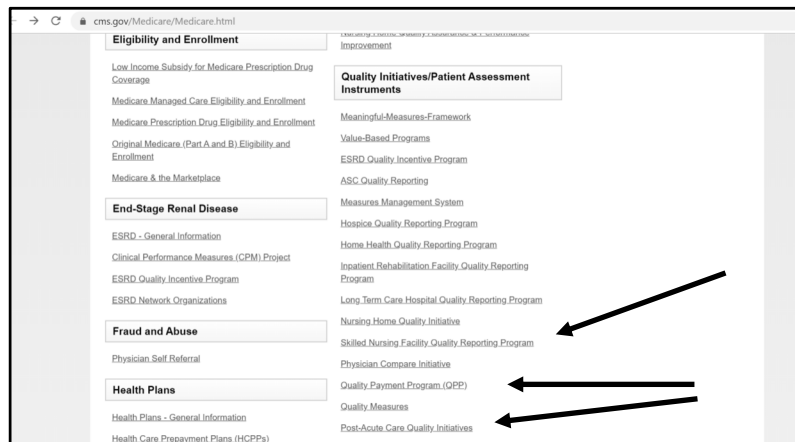 cms.gov/Medicare/Medicare.html
Eligibility and Enrollment
Low Income Subsidy for Medicare Prescription Drug
Coverage
Medicare Managed Care Eligibility and Enrollment
Medicare Prescription Drug Eligibility and Enrollment
Original Medicare (Part A and B) Eligibility and
Enrollment
Medicare & the Marketplace
End-Stage Renal Disease
ESRD - General Information
Clinical Performance Measures (CPM) Project
ESRD Quality Incentive Program
ESRD Network Organizations
Fraud and Abuse
Physician Self Referral
Health Plans
Health Plans - General Information
Health Care Prepayment Plans (HCPPs)
Nursing Home Quality Assurance & Performance
Improvement
Quality Initiatives/Patient Assessment
Instruments
Meaningful-Measures-Framework
Value-Based Programs
ESRD Quality Incentive Program
ASC Quality Reporting
Measures Management System
Hospice Quality Reporting Program
Home Health Quality Reporting Program
Inpatient Rehabilitation Facility Quality Reporting
Program
Long Term Care Hospital Quality Reporting Program
Nursing Home Quality Initiative
Skilled Nursing Facility Quality Reporting Program
Physician Compare Initiative
Quality Payment Program (QPP)
Quality Measures
Post-Acute Care Quality Initiatives